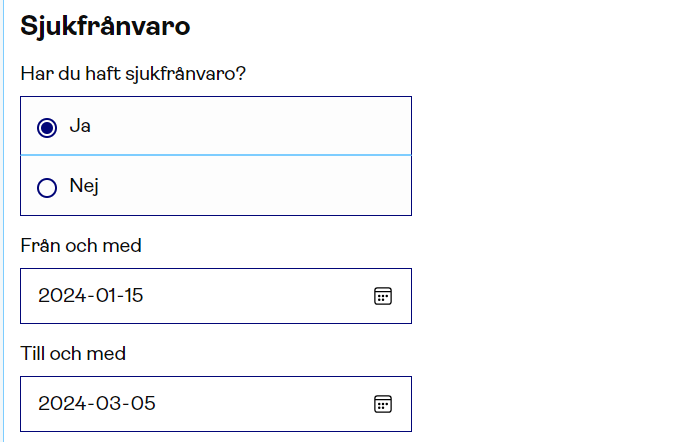 Sjukfrånvaro
Har du haft sjukfrånvaro?
Ja
Nej
Från och med
2024-01-15
Till och med
2024-03-05